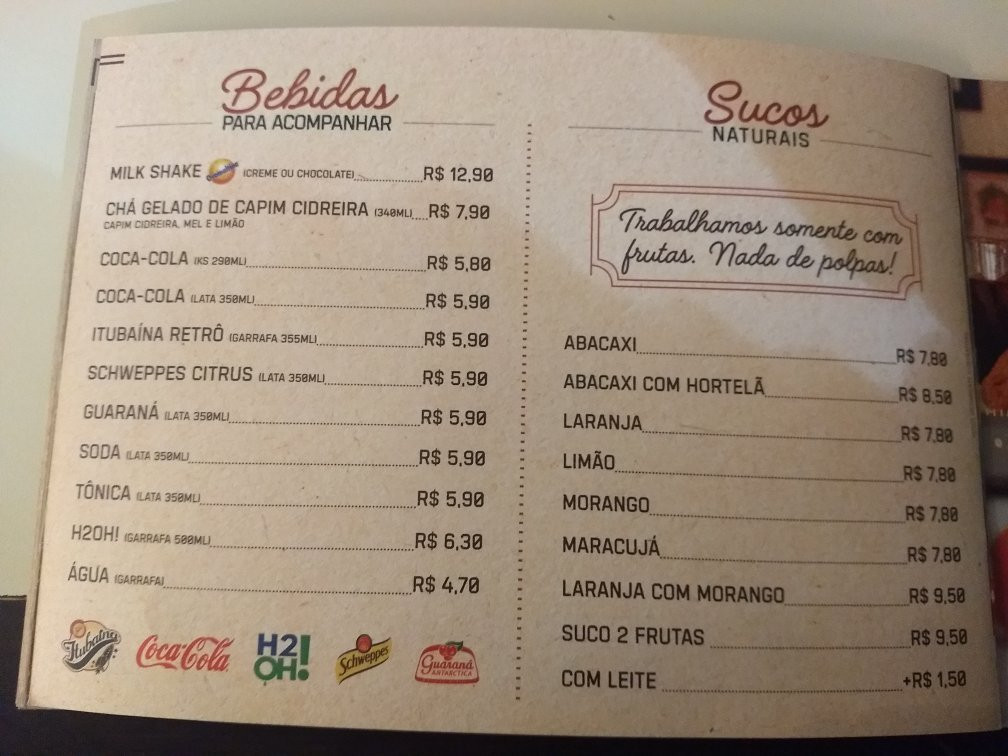 Bebidas
PARA ACOMPANHAR
MILK SHAKE (CREME OU CHOCOLATE) R$ 12,90
CHÁ GELADO DE CAPIM CIDREIRA (340ML) R$ 7,90
CAPIM CIDREIRA, MEL E LIMÃO
COCA-COLA (KS 290ML) R$ 5,80
COCA-COLA (LATA 350ML) R$ 5,90
ITUBAÍNA RETRÔ (GARRAFA 355ML) R$ 5,90
SCHWEPPES CITRUS (LATA 350ML) R$ 5,90
GUARANÁ (LATA 350ML) R$ 5,90
SODA (LATA 350ML) R$ 5,90
TÔNICA (LATA 350ML) R$ 5,90
H2OH! (GARRAFA 500ML) R$ 6,30
ÁGUA (GARRAFA) R$ 4,70
Itubaína
Coca-Cola
H2OH!
Schweppes
Guaraná
ANTARCTICA
Sucos
NATURAIS
Trabalhamos somente com
frutas. Nada de polpas!
ABACAXI R$ 7,80
ABACAXI COM HORTELÃ R$ 8,50
LARANJA R$ 7,80
LIMÃO R$ 7,80
MORANGO R$ 7,80
MARACUJÁ R$ 7,80
LARANJA COM MORANGO R$ 9,50
SUCO 2 FRUTAS R$ 9,50
COM LEITE +R$ 1,50